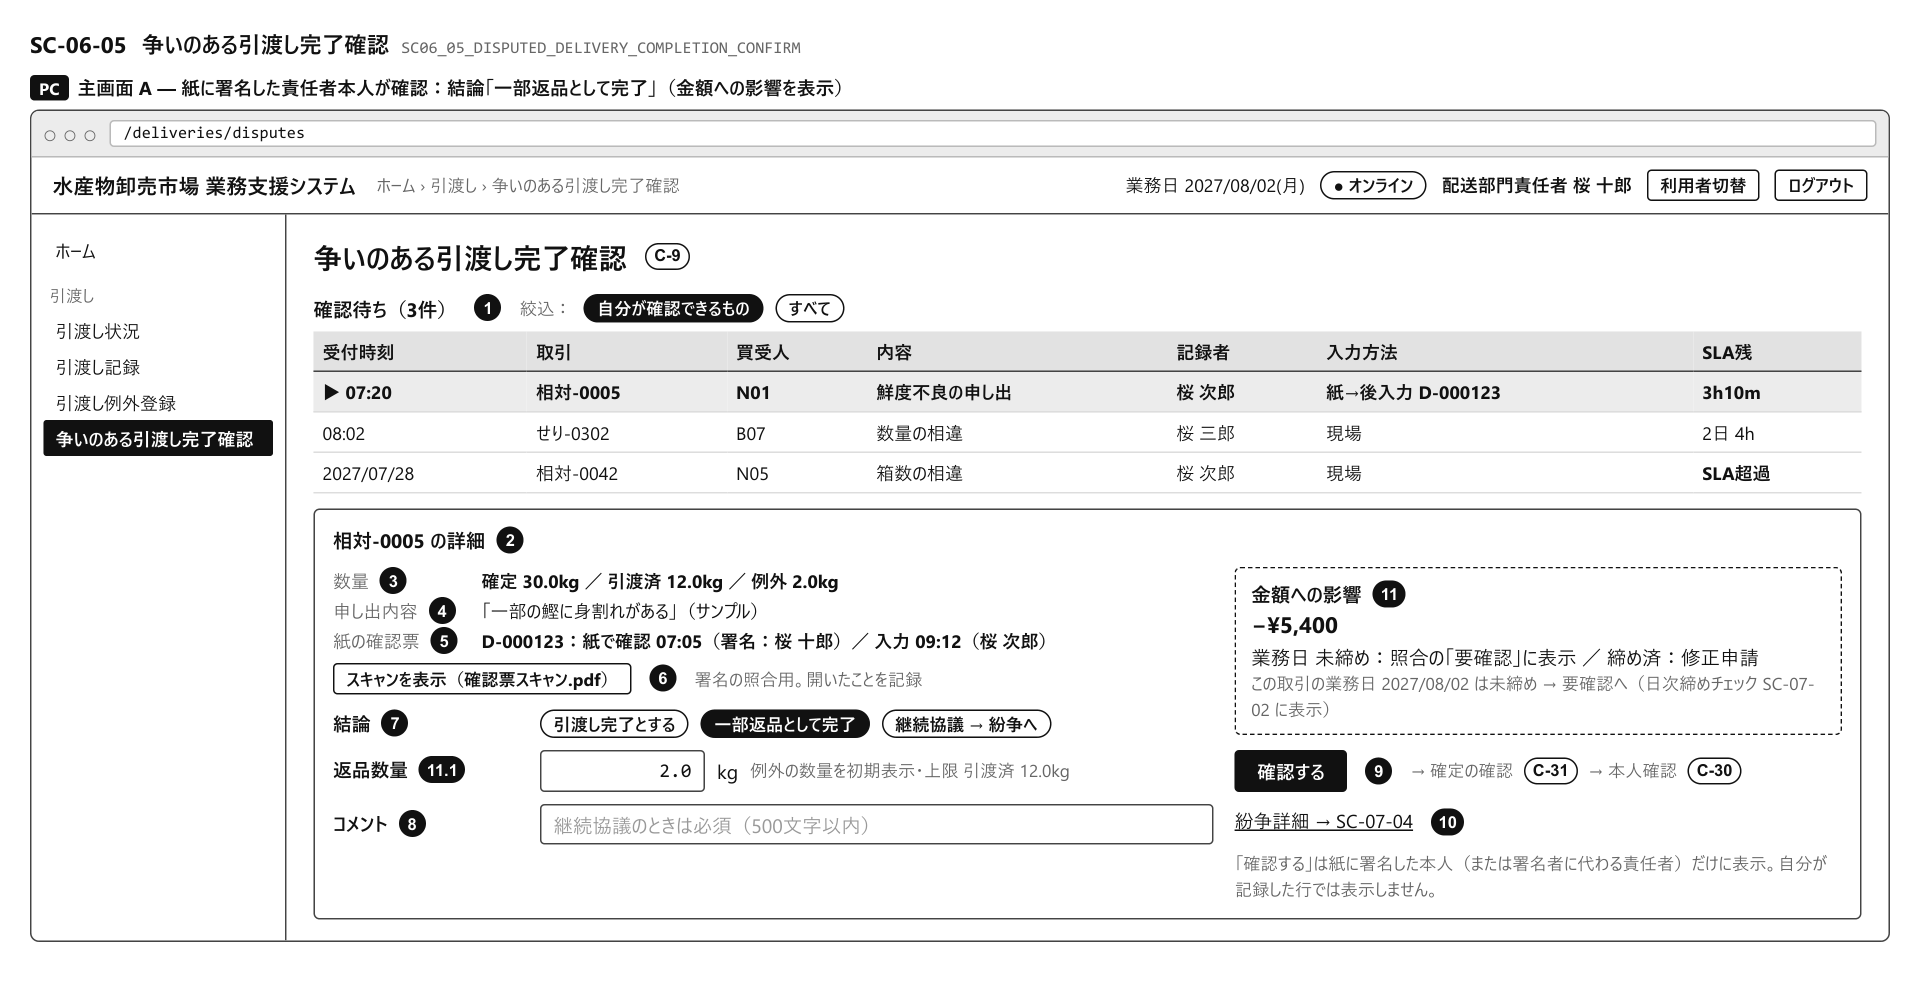 SC-06-05 争いのある引渡し完了確認 SC06_05_DISPUTED_DELIVERY_COMPLETION_CONFIRM
PC 主画面 A — 紙に署名した責任者本人が確認：結論「一部返品として完了」（金額への影響を表示）
/deliveries/disputes
水産物卸売市場 業務支援システム ホーム › 引渡し › 争いのある引渡し完了確認 業務日 2027/08/02(月) ● オンライン 配送部門責任者 桜 十郎 利用者切替 ログアウト
ホーム
引渡し
引渡し状況
引渡し記録
引渡し例外登録
争いのある引渡し完了確認
争いのある引渡し完了確認 C-9
確認待ち（3件） 1 絞込： 自分が確認できるもの すべて
受付時刻 取引 買受人 内容 記録者 入力方法 SLA残
▶ 07:20 相対-0005 N01 鮮度不良の申し出 桜 次郎 紙→後入力 D-000123 3h10m
08:02 せり-0302 B07 数量の相違 桜 三郎 現場 2日 4h
2027/07/28 相対-0042 N05 箱数の相違 桜 次郎 現場 SLA超過
相対-0005 の詳細 2
数量 3 確定 30.0kg ／ 引渡済 12.0kg ／ 例外 2.0kg
申し出内容 4 「一部の鰹に身割れがある」（サンプル）
紙の確認票 5 D-000123：紙で確認 07:05（署名：桜 十郎）／ 入力 09:12（桜 次郎）
スキャンを表示（確認票スキャン.pdf） 6 署名の照合用。開いたことを記録
結論 7 引渡し完了とする 一部返品として完了 継続協議 → 紛争へ
返品数量 11.1 2.0 kg 例外の数量を初期表示・上限 引渡済 12.0kg
コメント 8 継続協議のときは必須（500文字以内）
金額への影響 11
−¥5,400
業務日 未締め：照合の「要確認」に表示 ／ 締め済：修正申請
この取引の業務日 2027/08/02 は未締め → 要確認へ（日次締めチェック SC-07-
02 に表示）
確認する 9 → 確定の確認 C-31 → 本人確認 C-30
紛争詳細 → SC-07-04 10
「確認する」は紙に署名した本人（または署名者に代わる責任者）だけに表示。自分が
記録した行では表示しません。